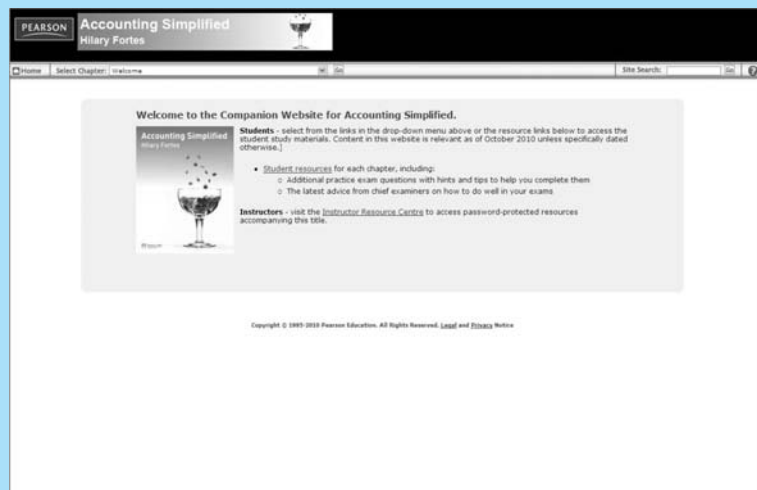 PEARSON
Accounting Simplified
Hilary Fortes
Home Select Chapter: Welcome Go Site Search: Go ?
Welcome to the Companion Website for Accounting Simplified.
Accounting Simplified
Hilary Fortes
Students - select from the links in the drop-down menu above or the resource links below to access the
student study materials. Content in this website is relevant as of October 2010 unless specifically dated
otherwise.]
• Student resources for each chapter, including:
○ Additional practice exam questions with hints and tips to help you complete them
○ The latest advice from chief examiners on how to do well in your exams
Instructors - visit the Instructor Resource Centre to access password-protected resources
accompanying this title.
Copyright © 1995-2010 Pearson Education. All Rights Reserved. Legal and Privacy Notice